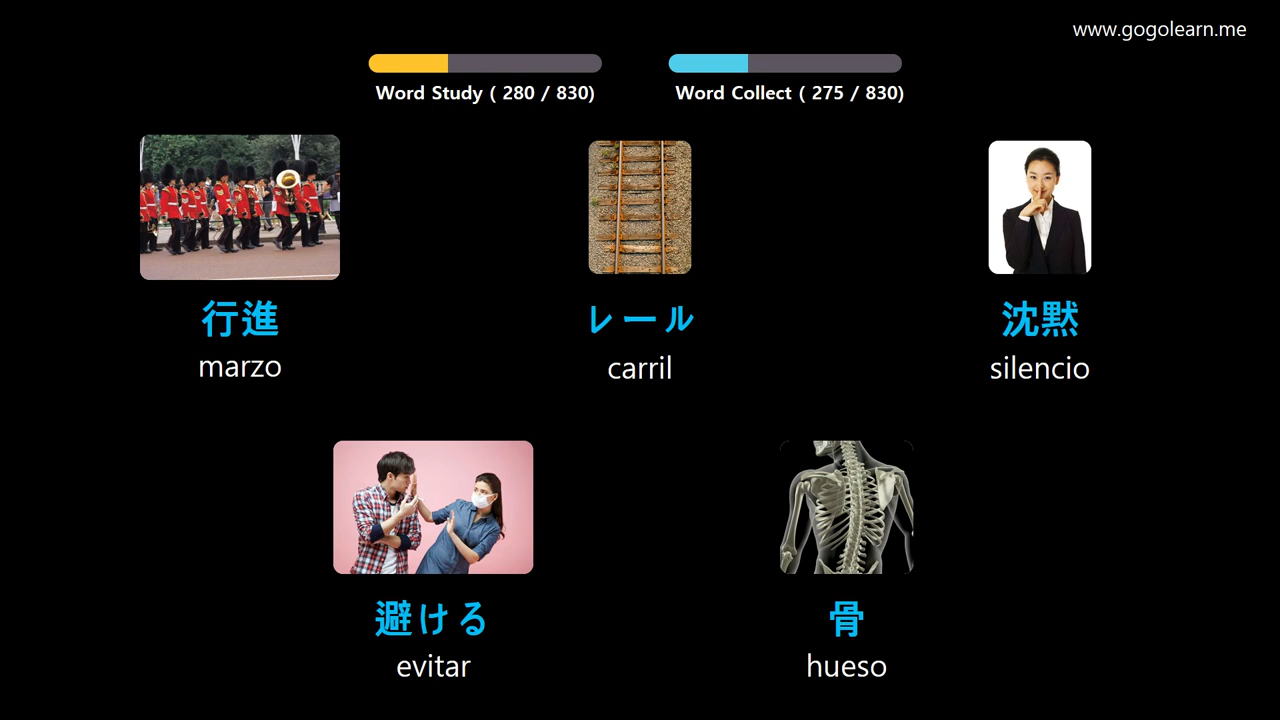 www.gogolearn.me
Word Study ( 280 / 830)
Word Collect ( 275 / 830)
行進
marzo
レール
carril
沈黙
silencio
避ける
evitar
骨
hueso